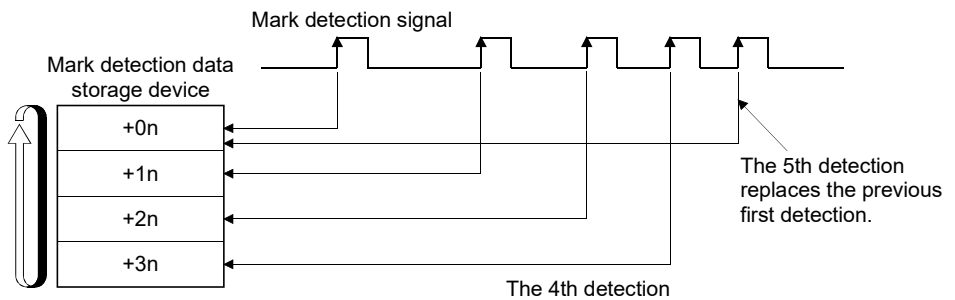 Mark detection signal
Mark detection data
storage device
+0n
+1n
+2n
+3n
The 5th detection
replaces the previous
first detection.
The 4th detection